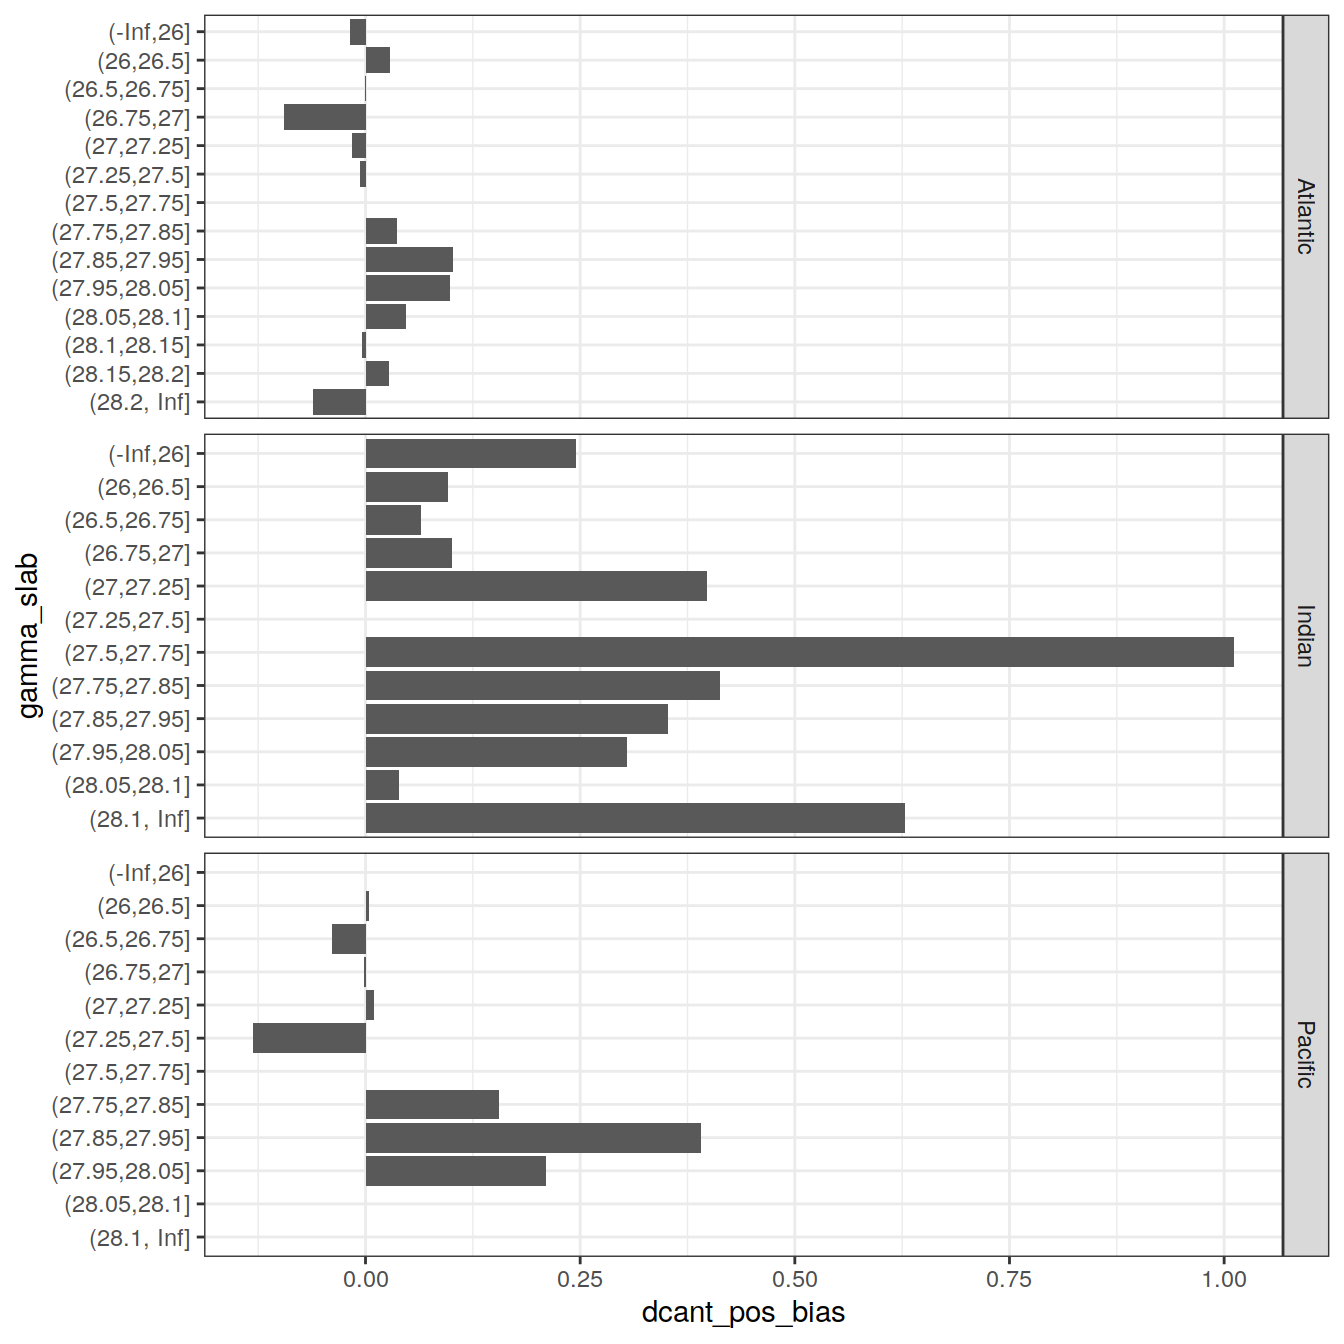 (-Inf,26]
(26,26.5]
(26.5,26.75]
(26.75,27]
(27,27.25]
(27.25,27.5]
(27.5,27.75]
(27.75,27.85]
(27.85,27.95]
(27.95,28.05]
(28.05,28.1]
(28.1,28.15]
(28.15,28.2]
(28.2, Inf]
Atlantic
(-Inf,26]
(26,26.5]
(26.5,26.75]
(26.75,27]
(27,27.25]
(27.25,27.5]
(27.5,27.75]
(27.75,27.85]
(27.85,27.95]
(27.95,28.05]
(28.05,28.1]
(28.1, Inf]
Indian
gamma_slab
(-Inf,26]
(26,26.5]
(26.5,26.75]
(26.75,27]
(27,27.25]
(27.25,27.5]
(27.5,27.75]
(27.75,27.85]
(27.85,27.95]
(27.95,28.05]
(28.05,28.1]
(28.1, Inf]
Pacific
0.00 0.25 0.50 0.75 1.00
dcant_pos_bias